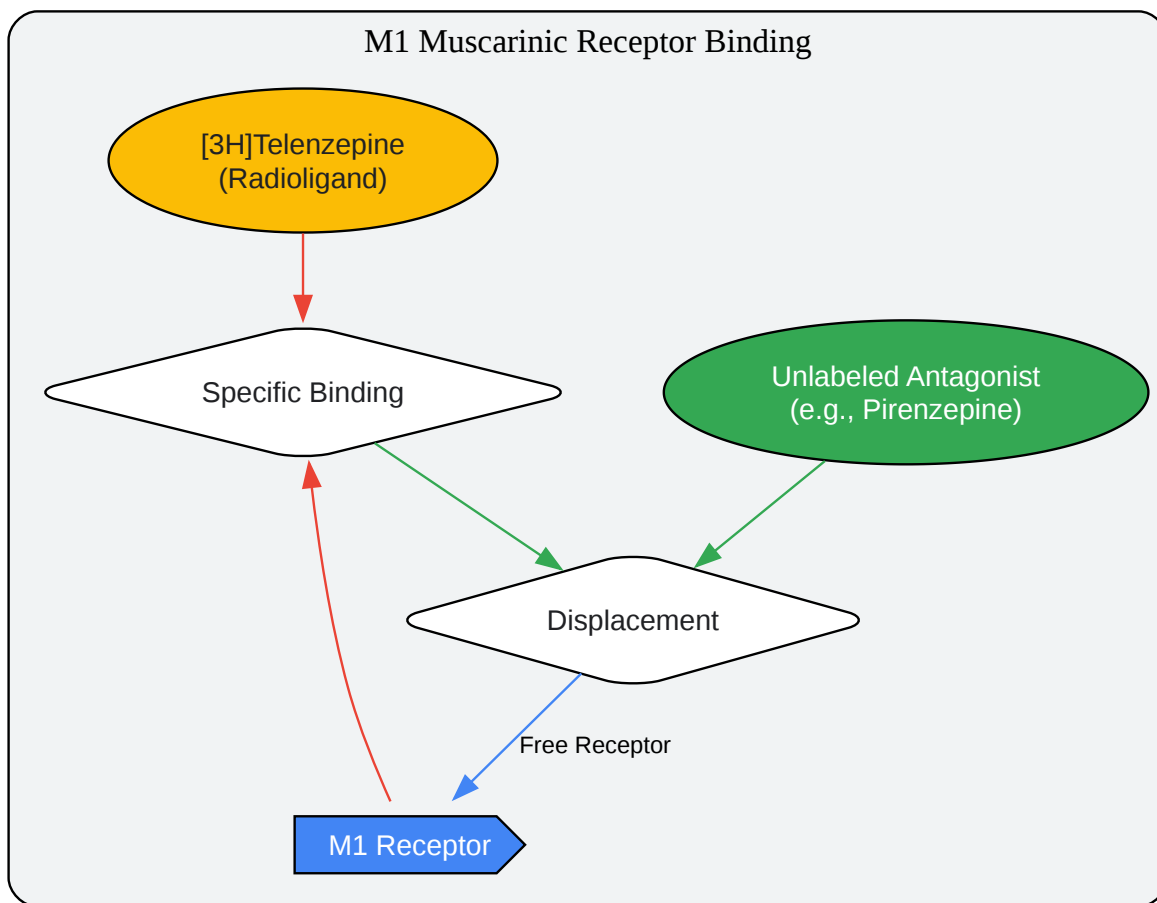 M1 Muscarinic Receptor Binding
[3H]Telenzepine
(Radioligand)
Specific Binding
Unlabeled Antagonist
(e.g., Pirenzepine)
Displacement
Free Receptor
M1 Receptor